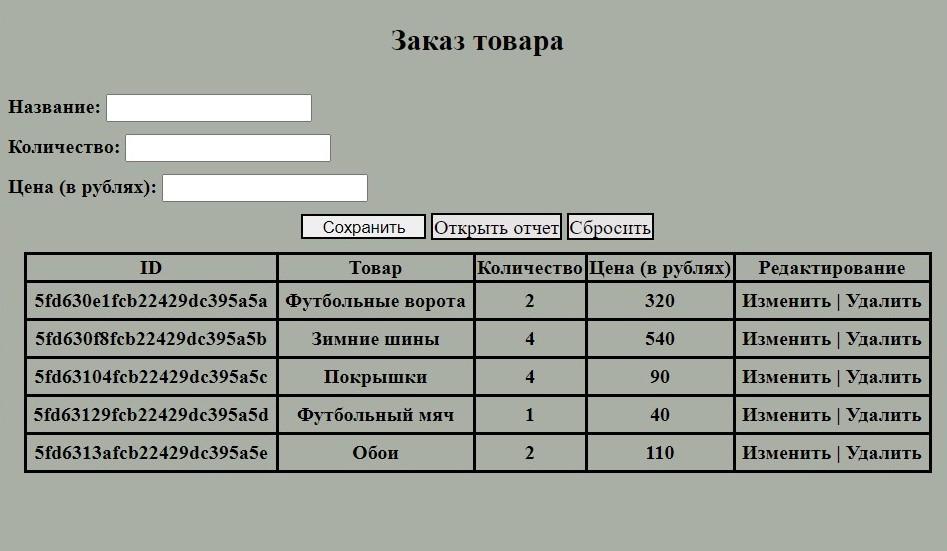 Заказ товара
Название:
Количество:
Цена (в рублях):
Сохранить Открыть отчет Сбросить
ID Товар Количество Цена (в рублях) Редактирование
5fd630e1fcb22429dc395a5a Футбольные ворота 2 320 Изменить | Удалить
5fd630f8fcb22429dc395a5b Зимние шины 4 540 Изменить | Удалить
5fd63104fcb22429dc395a5c Покрышки 4 90 Изменить | Удалить
5fd63129fcb22429dc395a5d Футбольный мяч 1 40 Изменить | Удалить
5fd6313afcb22429dc395a5e Обои 2 110 Изменить | Удалить